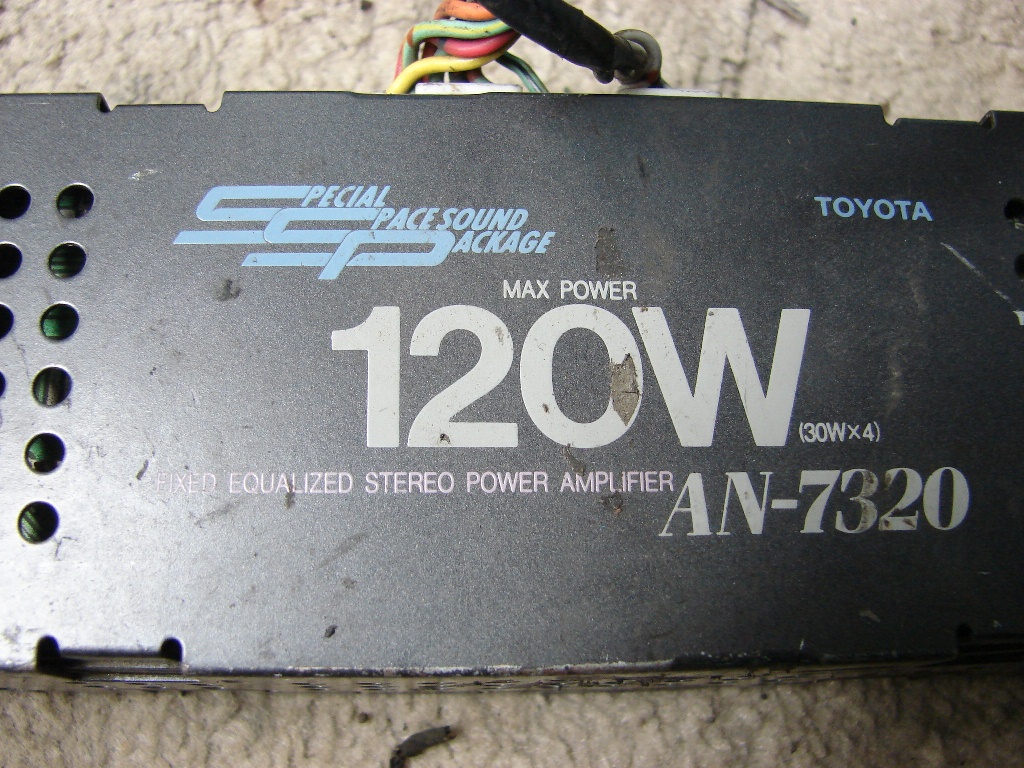 SPECIAL
SPACE SOUND
PACKAGE
TOYOTA
MAX POWER
120W
(30W×4)
FIXED EQUALIZED STEREO POWER AMPLIFIER
AN-7320